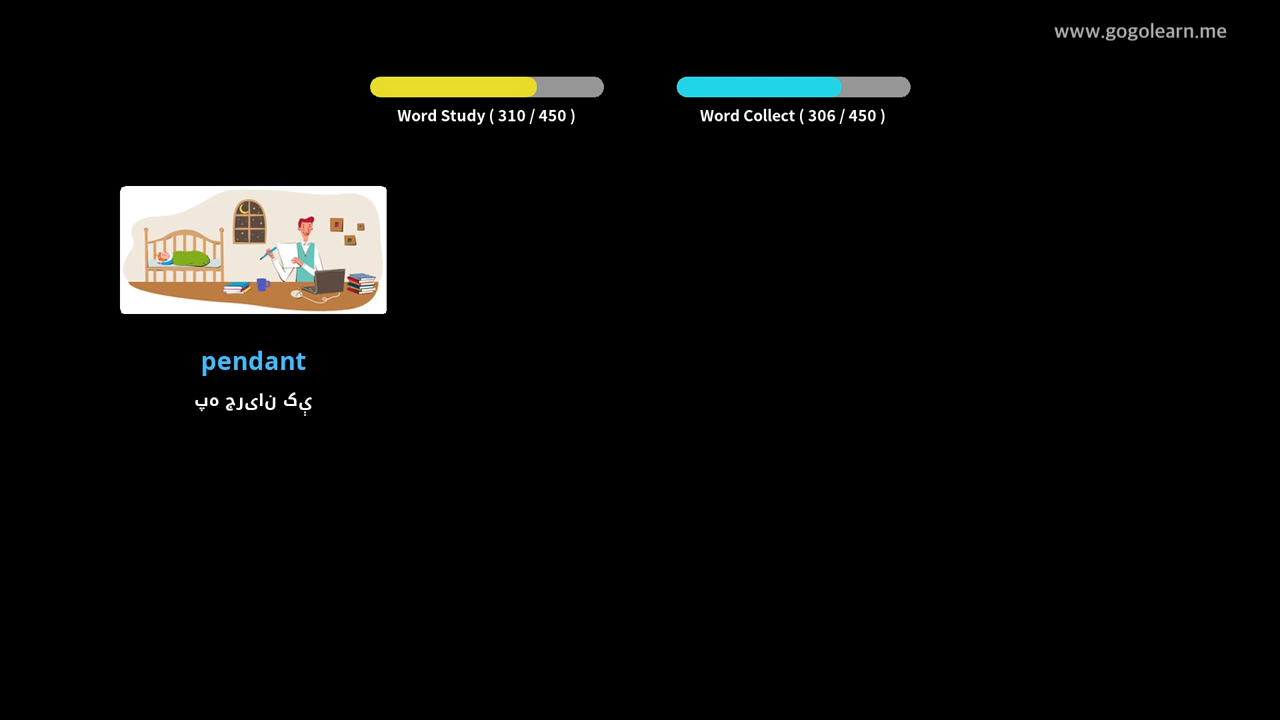 www.gogolearn.me
Word Study ( 310 / 450 )
Word Collect ( 306 / 450 )
pendant
په جریان کې